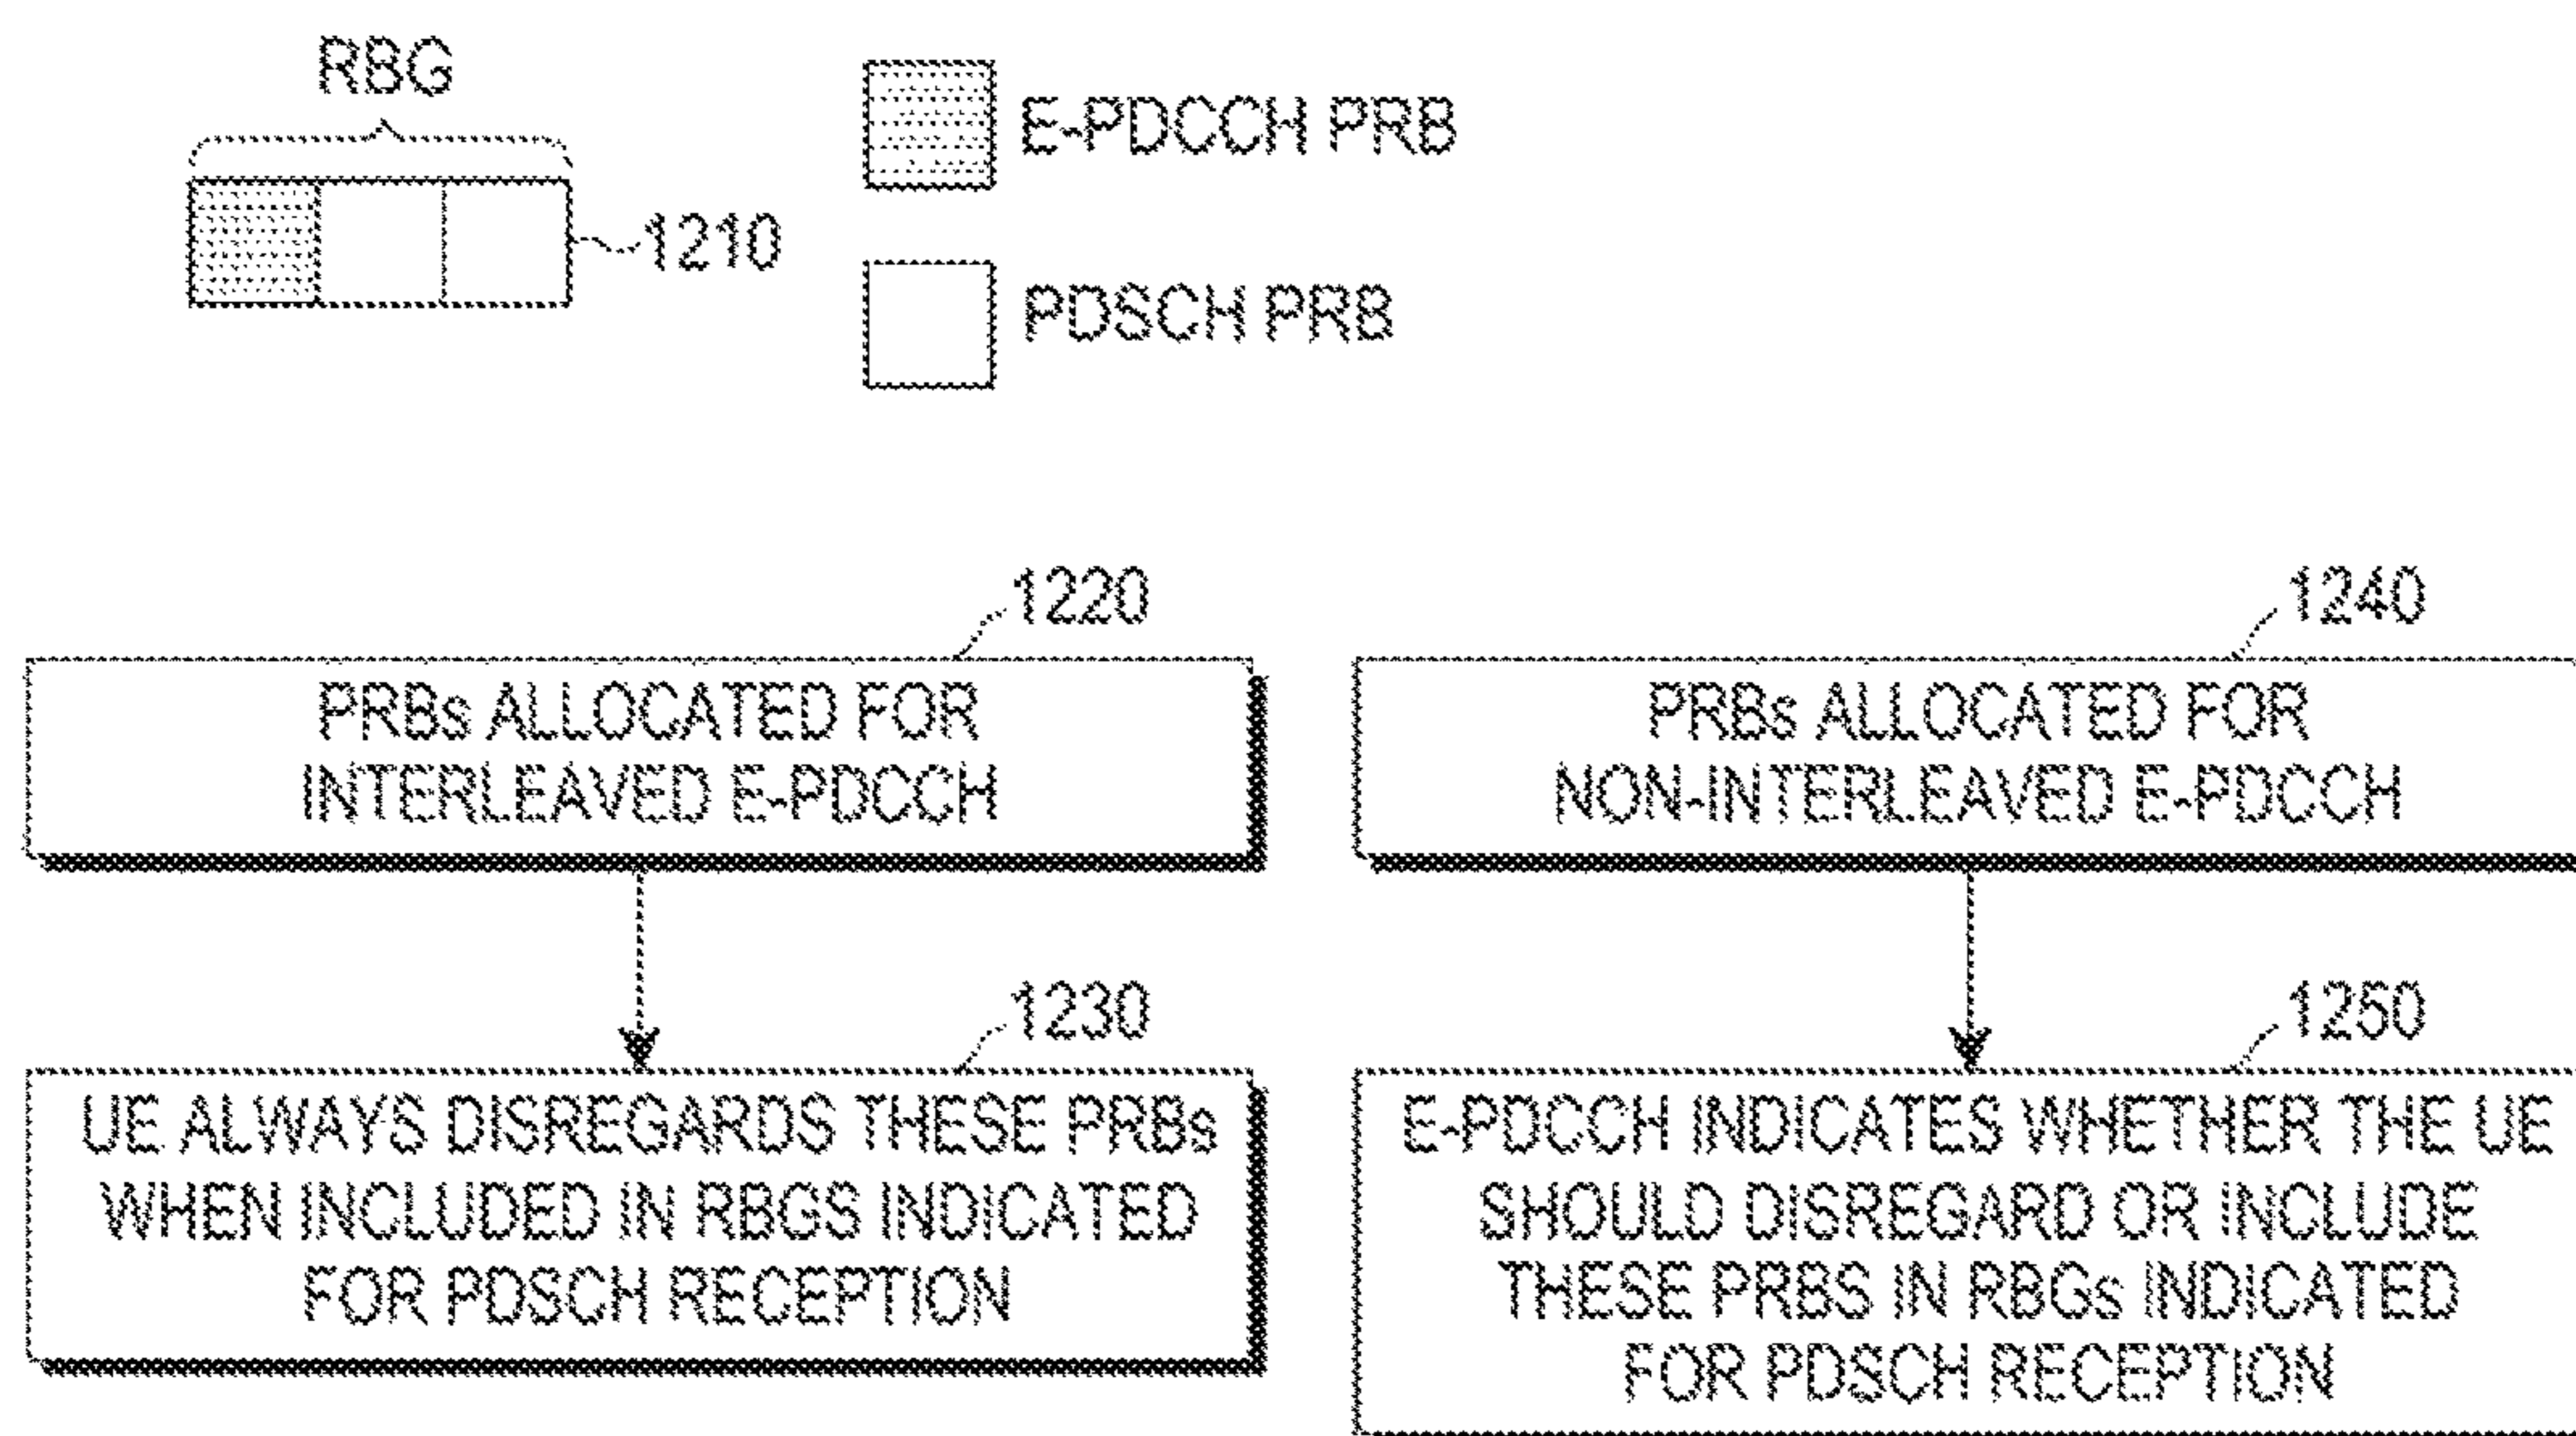 RBG
E-PDCCH PRB
1210
PDSCH PRB
1220
1240
PRBs ALLOCATED FOR
INTERLEAVED E-PDCCH
PRBs ALLOCATED FOR
NON-INTERLEAVED E-PDCCH
1230
1250
UE ALWAYS DISREGARDS THESE PRBs
WHEN INCLUDED IN RBGS INDICATED
FOR PDSCH RECEPTION
E-PDCCH INDICATES WHETHER THE UE
SHOULD DISREGARD OR INCLUDE
THESE PRBS IN RBGs INDICATED
FOR PDSCH RECEPTION